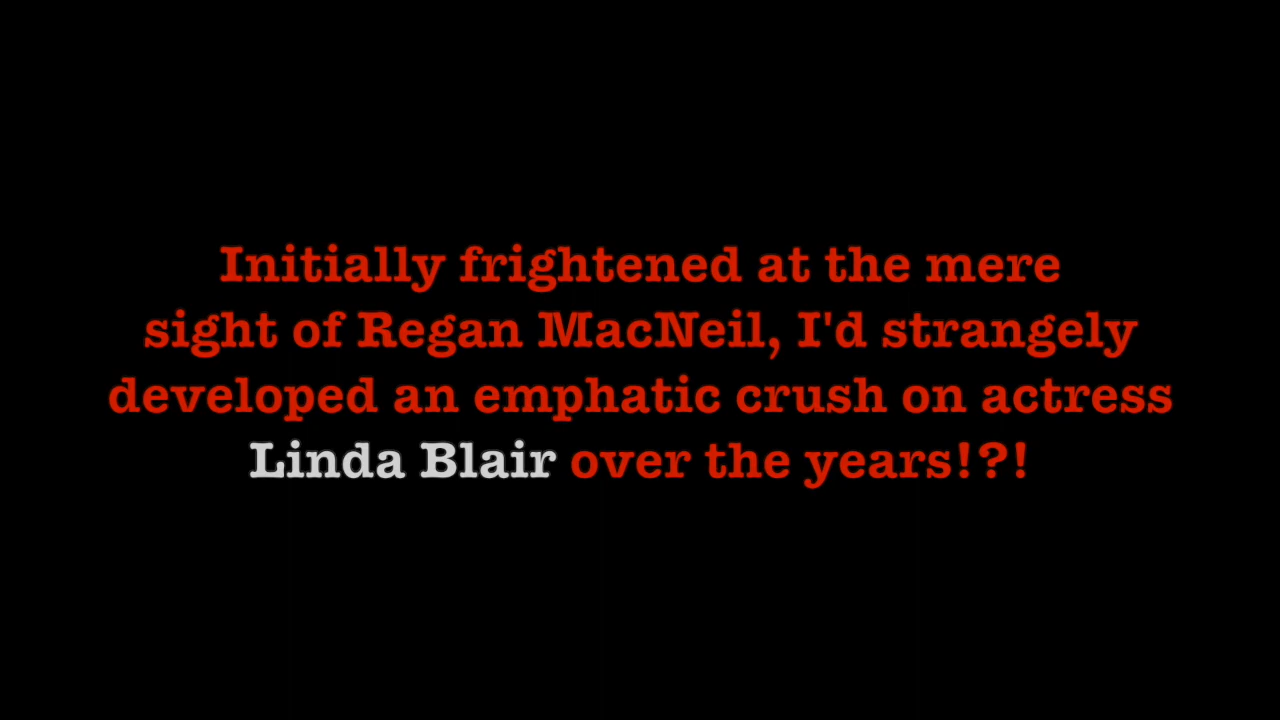 Initially frightened at the mere
sight of Regan MacNeil, I'd strangely
developed an emphatic crush on actress
Linda Blair over the years!?!